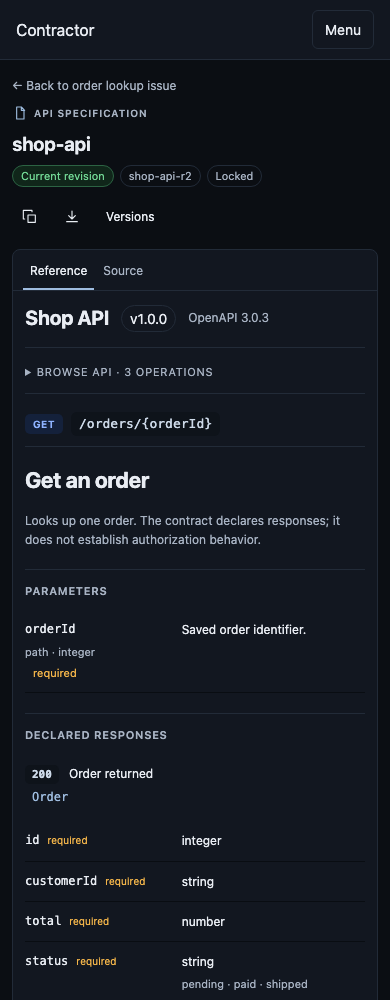 Contractor
Menu
← Back to order lookup issue
API SPECIFICATION
shop-api
Current revision
shop-api-r2
Locked
Versions
Reference
Source
Shop API
v1.0.0
OpenAPI 3.0.3
BROWSE API · 3 OPERATIONS
GET
/orders/{orderId}
Get an order
Looks up one order. The contract declares responses; it
does not establish authorization behavior.
PARAMETERS
orderId
Saved order identifier.
path · integer
required
DECLARED RESPONSES
200 Order returned
Order
id required
integer
customerId required
string
total required
number
status required
string
pending · paid · shipped